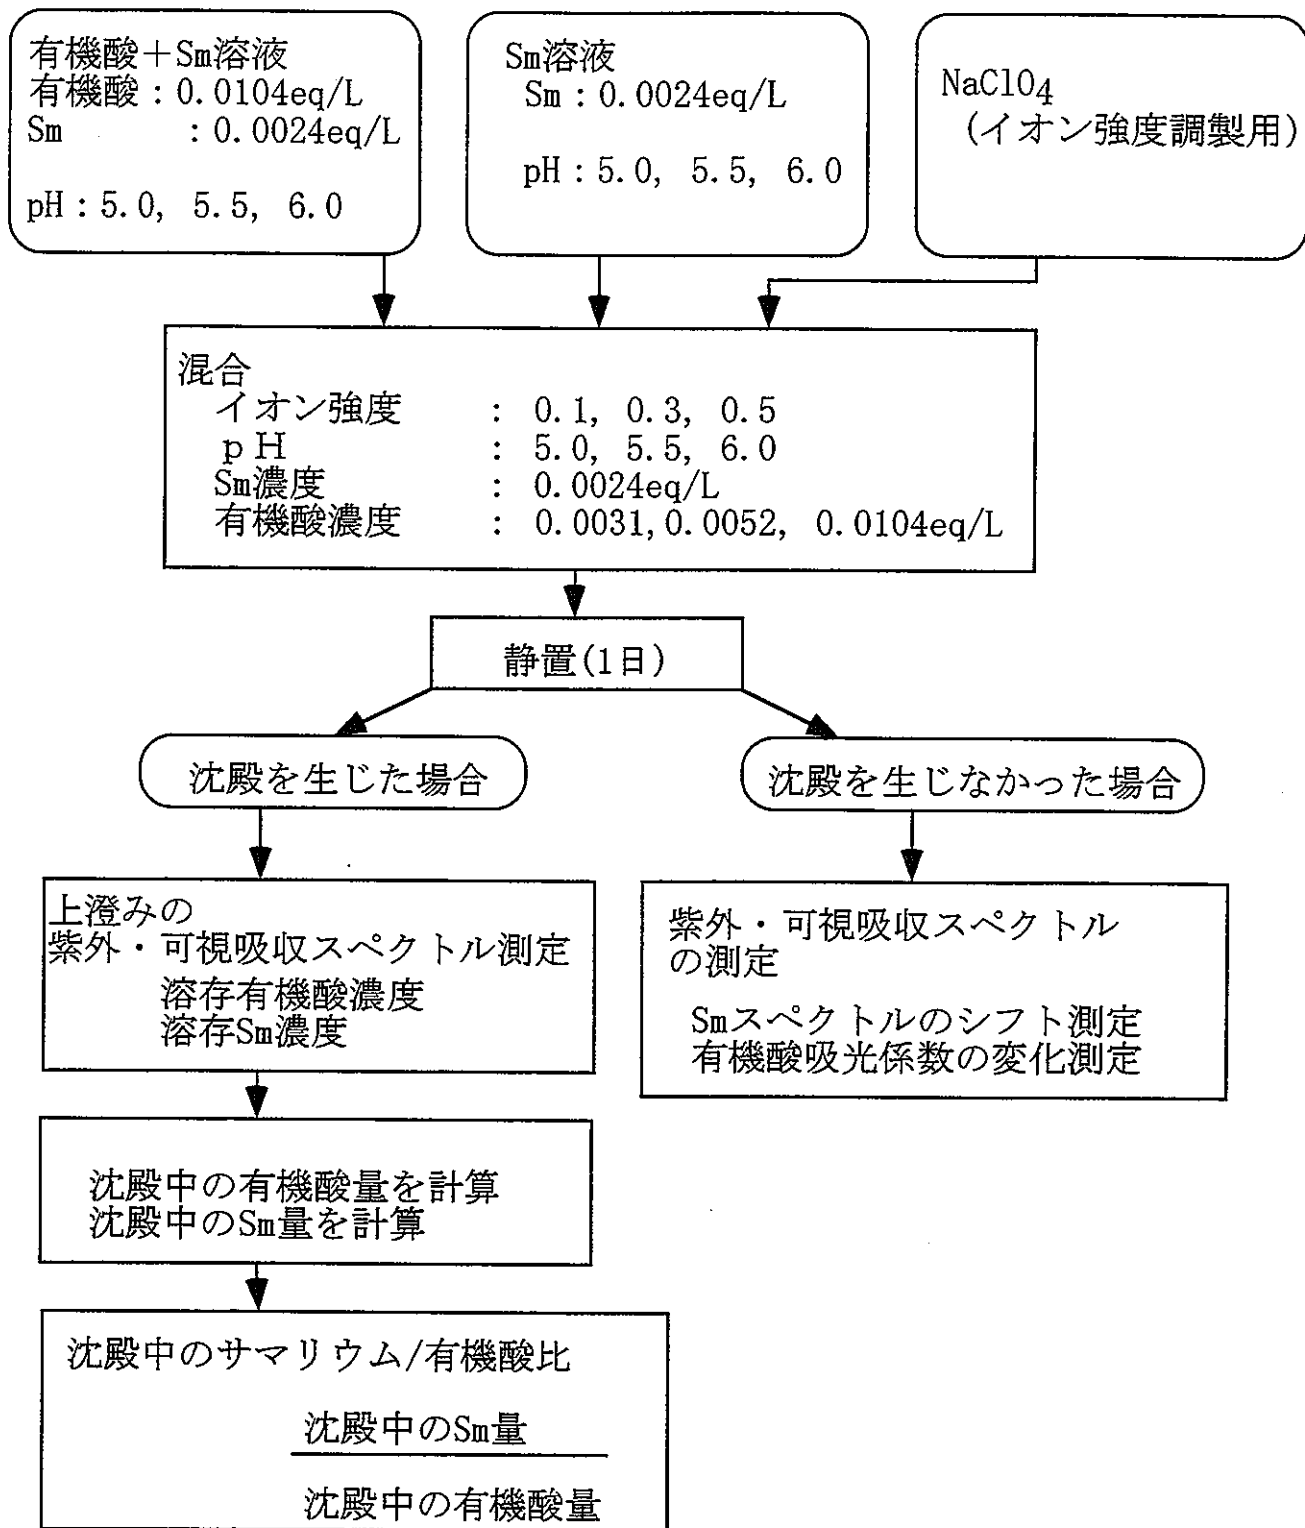 有機酸＋Sm溶液
有機酸：0.0104eq/L
Sm　　　：0.0024eq/L
pH：5.0, 5.5, 6.0
Sm溶液
Sm：0.0024eq/L
pH：5.0, 5.5, 6.0
NaClO4
(イオン強度調製用)
混合
イオン強度　　：0.1, 0.3, 0.5
ｐＨ　　　　　：5.0, 5.5, 6.0
Sm濃度　　　　：0.0024eq/L
有機酸濃度　　：0.0031,0.0052, 0.0104eq/L
静置(1日)
沈殿を生じた場合
沈殿を生じなかった場合
上澄みの
紫外・可視吸収スペクトル測定
溶存有機酸濃度
溶存Sm濃度
紫外・可視吸収スペクトル
の測定
Smスペクトルのシフト測定
有機酸吸光係数の変化測定
沈殿中の有機酸量を計算
沈殿中のSm量を計算
沈殿中のサマリウム/有機酸比
沈殿中のSm量
沈殿中の有機酸量